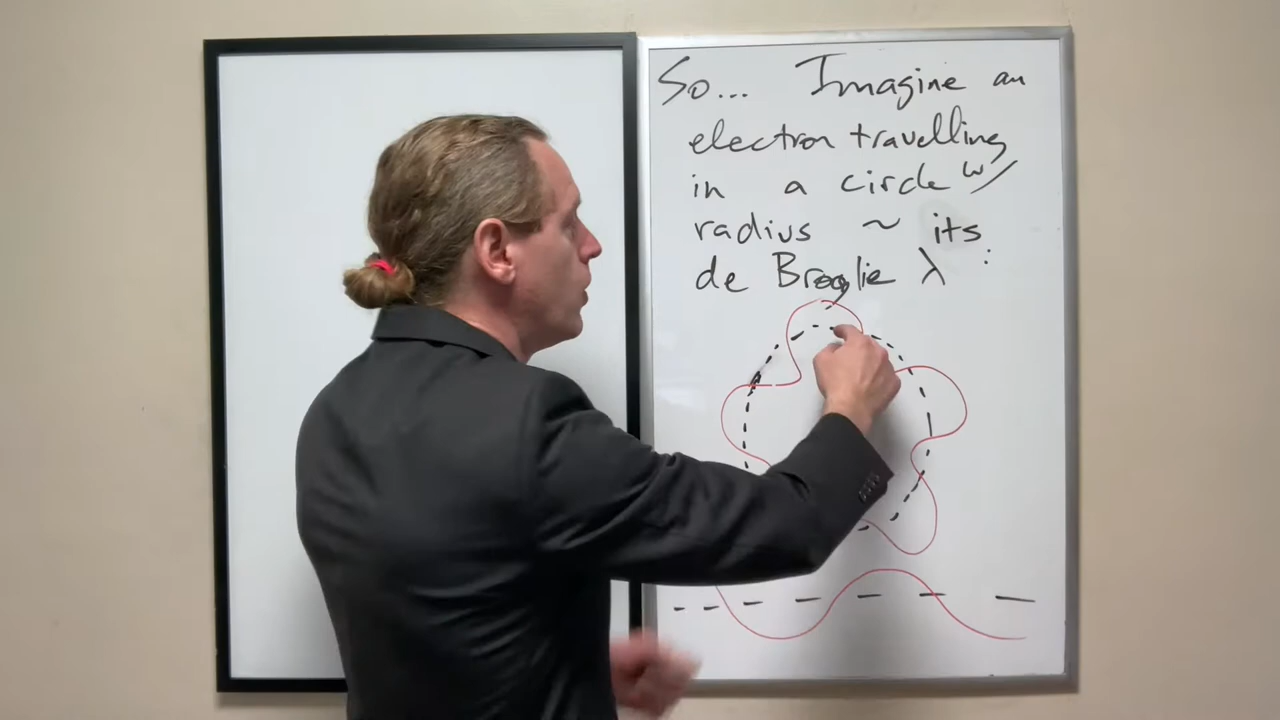 So... Imagine an
electron travelling
in a circle w/
radius ~ its
de Broglie λ :